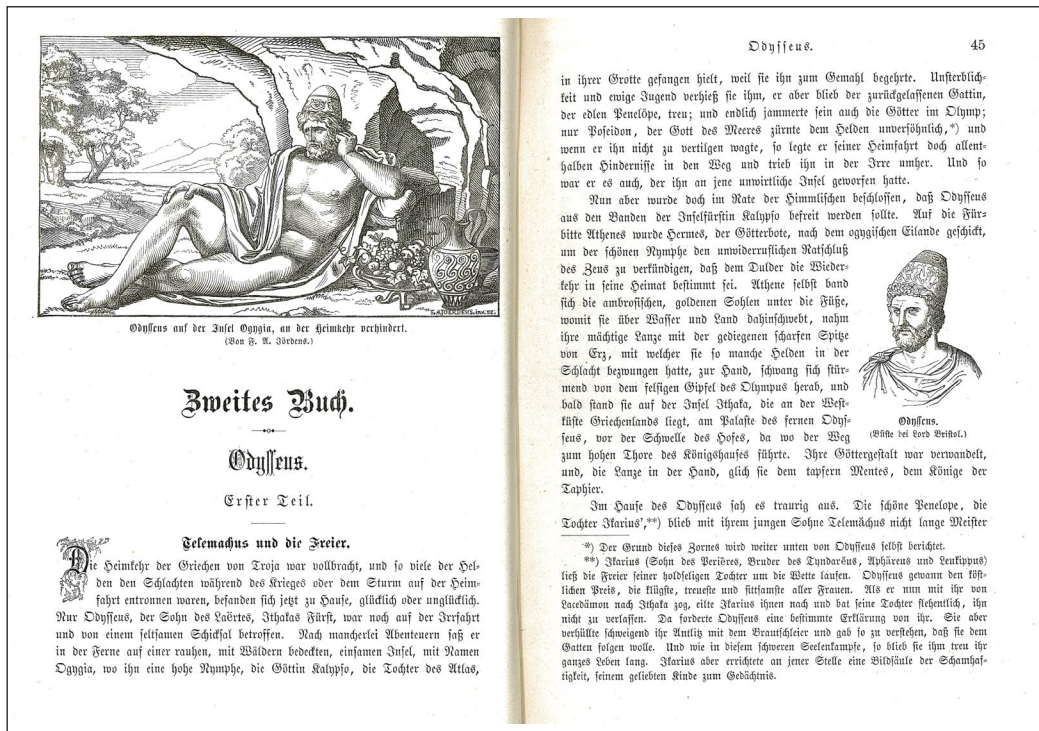 Odysseus auf der Insel Ogygia, an der Heimkehr verhindert.
(Von F. A. Jördens.)
Zweites Buch.
Odysseus.
Erster Teil.
Telemachus und die Freier.
Die Heimkehr der Griechen von Troja war vollbracht, und so viele der Hel-
den den Schlachten während des Krieges oder dem Sturm auf der Heim-
fahrt entronnen waren, befanden sich jetzt zu Hause, glücklich oder unglücklich.
Nur Odysseus, der Sohn des Laërtes, Ithakas Fürst, war noch auf der Irrfahrt
und von einem seltsamen Schicksal betroffen. Nach mancherlei Abenteuern saß er
in der Ferne auf einer rauhen, mit Wäldern bedeckten, einsamen Insel, mit Namen
Ogygia, wo ihn eine hohe Nymphe, die Göttin Kalypso, die Tochter des Atlas,
Odysseus.
45
in ihrer Grotte gefangen hielt, weil sie ihn zum Gemahl begehrte. Unsterblich-
keit und ewige Jugend verhieß sie ihm, er aber blieb der zurückgelassenen Gattin,
der edlen Penelŏpe, treu; und endlich jammerte sein auch die Götter im Olymp;
nur Poseidon, der Gott des Meeres zürnte dem Helden unversöhnlich,*) und
wenn er ihn nicht zu vertilgen wagte, so legte er seiner Heimfahrt doch allent-
halben Hindernisse in den Weg und trieb ihn in der Irre umher. Und so
war er es auch, der ihn an jene unwirtliche Insel geworfen hatte.
Nun aber wurde doch im Rate der Himmlischen beschlossen, daß Odysseus
aus den Banden der Inselfürstin Kalypso befreit werden sollte. Auf die Für-
bitte Athenes wurde Hermes, der Götterbote, nach dem ogygischen Eilande geschickt,
um der schönen Nymphe den unwiderruflichen Ratschluß
des Zeus zu verkündigen, daß dem Dulder die Wieder-
kehr in seine Heimat bestimmt sei. Athene selbst band
sich die ambrosischen, goldenen Sohlen unter die Füße,
womit sie über Wasser und Land dahinschwebt, nahm
ihre mächtige Lanze mit der gediegenen scharfen Spitze
von Erz, mit welcher sie so manche Helden in der
Schlacht bezwungen hatte, zur Hand, schwang sich stür-
mend von dem felsigen Gipfel des Olympus herab, und
bald stand sie auf der Insel Ithaka, die an der West-
küste Griechenlands liegt, am Palaste des fernen Odys-
seus, vor der Schwelle des Hofes, da wo der Weg
zum hohen Thore des Königshauses führte. Ihre Göttergestalt war verwandelt,
und, die Lanze in der Hand, glich sie dem tapfern Mentes, dem Könige der
Taphier.
Odysseus.
(Büste bei Lord Bristol.)
Im Hause des Odysseus sah es traurig aus. Die schöne Penelope, die
Tochter Ikarius',**) blieb mit ihrem jungen Sohne Telemăchus nicht lange Meister
*) Der Grund dieses Zornes wird weiter unten von Odysseus selbst berichtet.
**) Ikarius (Sohn des Periëres, Bruder des Tyndarëus, Aphäreus und Leukippus)
ließ die Freier seiner holdseligen Tochter um die Wette laufen. Odysseus gewann den köst-
lichen Preis, die klügste, treueste und sittsamste aller Frauen. Als er nun mit ihr von
Lacedämon nach Ithaka zog, eilte Ikarius ihnen nach und bat seine Tochter flehentlich, ihn
nicht zu verlassen. Da forderte Odysseus eine bestimmte Erklärung von ihr. Sie aber
verhüllte schweigend ihr Antlitz mit dem Brautschleier und gab so zu verstehen, daß sie dem
Gatten folgen wolle. Und wie in diesem schweren Seelenkampfe, so blieb sie ihm treu ihr
ganzes Leben lang. Ikarius aber errichtete an jener Stelle eine Bildsäule der Schamhaf-
tigkeit, seinem geliebten Kinde zum Gedächtnis.